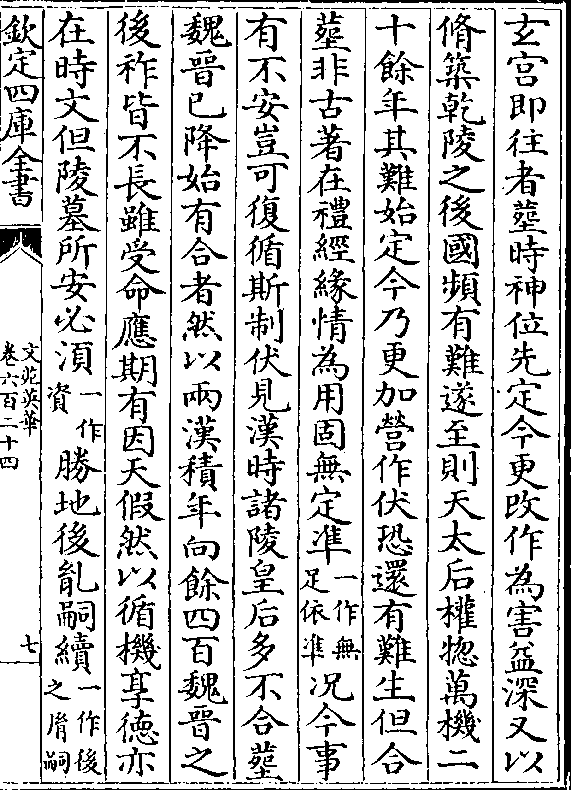 玄宫即往者塟時神位先定今更改作為害益深又以
脩築乾陵之後國頻有難遂至則天太后權揔萬機二
十餘年其難始定今乃更加營作伏恐還有難生但合
塟非古著在禮經緣情為用固無定凖一作無足依凖况今事
有不安豈可復循斯制伏見漢時諸陵皇后多不合塟
魏晉已降始有合者然以兩漢積年向餘四百魏晉之
後祚皆不長雖受命應期有因天假然以循機享德亦
在時文但陵墓所安必湏一作資勝地後胤嗣續一作後之胤嗣
欽定四庫全書
文苑英華
卷六百二十四
七